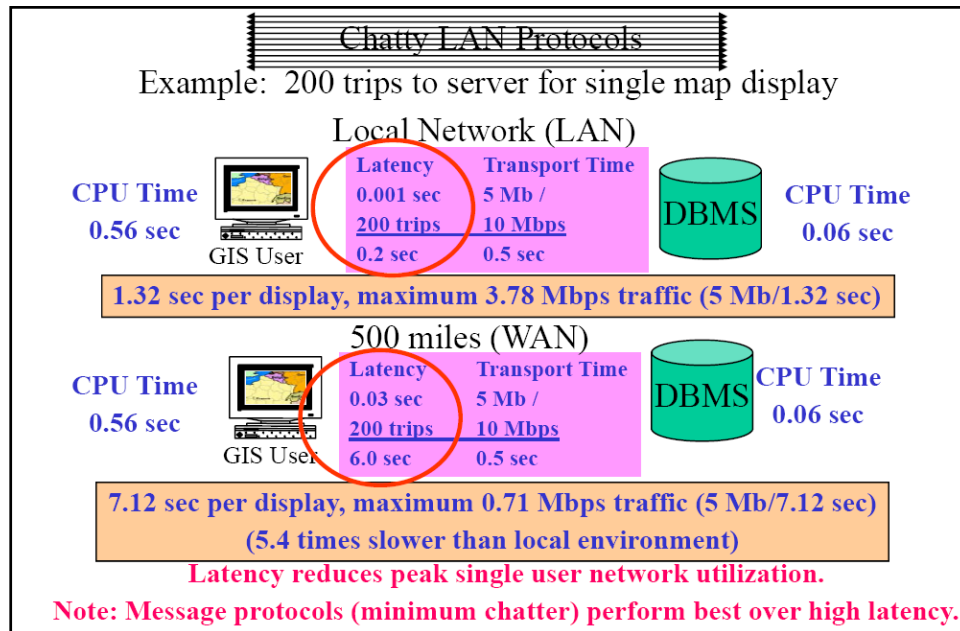 Chatty LAN Protocols
Example: 200 trips to server for single map display
Local Network (LAN)
CPU Time
0.56 sec
GIS User
Latency
0.001 sec
200 trips
0.2 sec
Transport Time
5 Mb /
10 Mbps
0.5 sec
DBMS
CPU Time
0.06 sec
1.32 sec per display, maximum 3.78 Mbps traffic (5 Mb/1.32 sec)
500 miles (WAN)
CPU Time
0.56 sec
GIS User
Latency
0.03 sec
200 trips
6.0 sec
Transport Time
5 Mb /
10 Mbps
0.5 sec
DBMS
CPU Time
0.06 sec
7.12 sec per display, maximum 0.71 Mbps traffic (5 Mb/7.12 sec)
(5.4 times slower than local environment)
Latency reduces peak single user network utilization.
Note: Message protocols (minimum chatter) perform best over high latency.